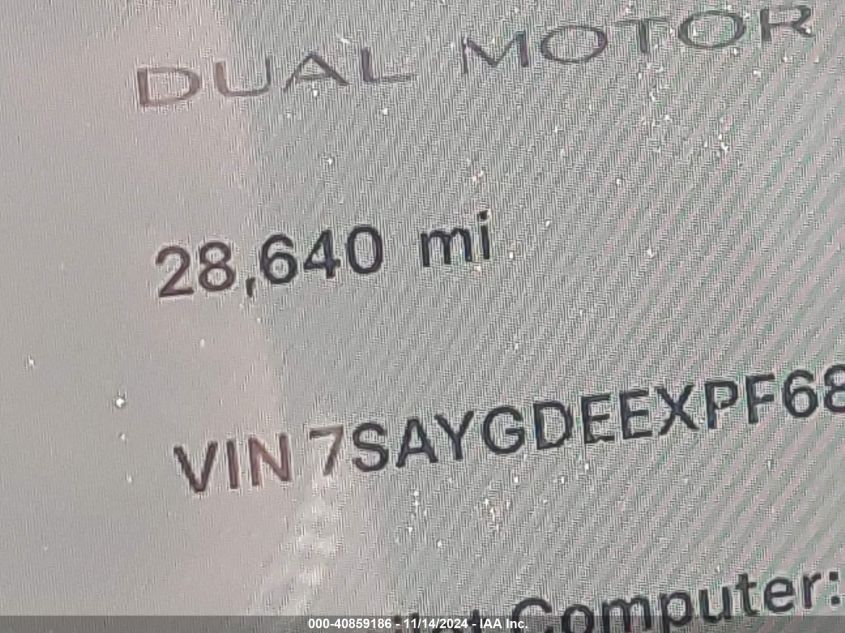 DUAL MOTOR
28,640 mi
VIN 7SAYGDEEXPF68
Computer:
000-40859186 - 11/14/2024 - IAA Inc.